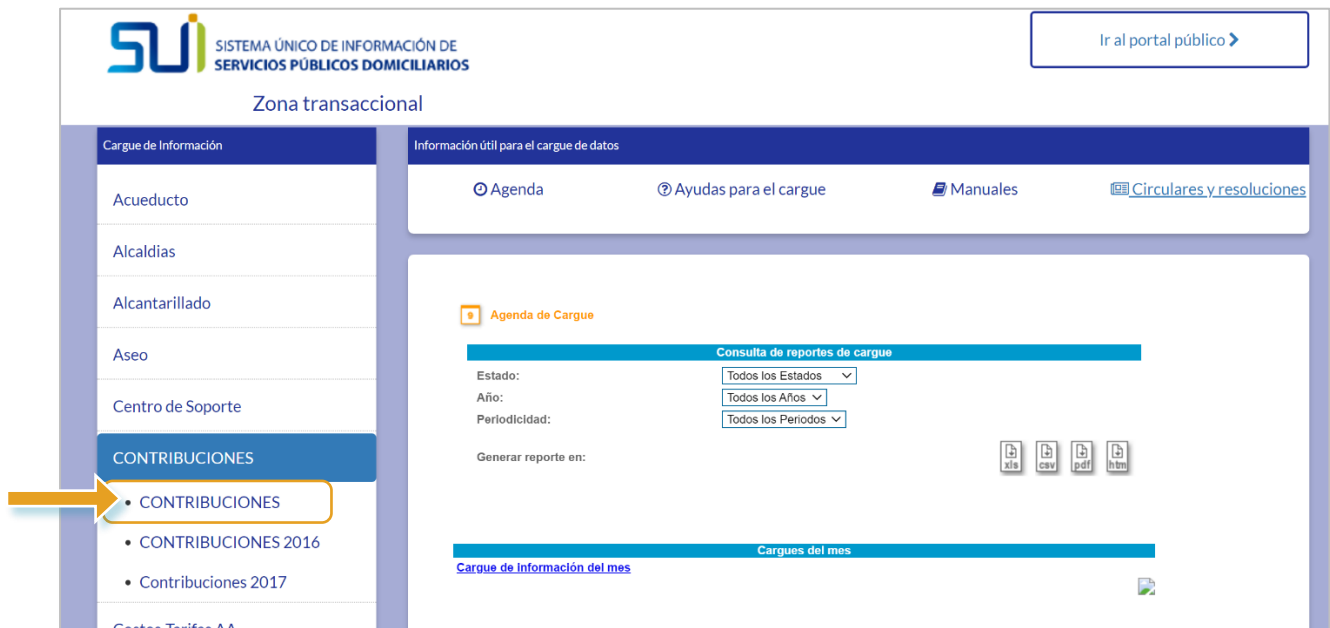 sui
SISTEMA ÚNICO DE INFORMACIÓN DE
SERVICIOS PÚBLICOS DOMICILIARIOS
Ir al portal público
Zona transaccional
Cargue de Información
Acueducto
Alcaldias
Alcantarillado
Aseo
Centro de Soporte
CONTRIBUCIONES
CONTRIBUCIONES
CONTRIBUCIONES 2016
Contribuciones 2017
Costos Tarifas AA
Información útil para el cargue de datos
Agenda
Ayudas para el cargue
Manuales
Circulares y resoluciones
9 Agenda de Cargue
Consulta de reportes de cargue
Estado: Todos los Estados
Año: Todos los Años
Periodicidad: Todos los Periodos
Generar reporte en: xls csv pdf htm
Cargues del mes
Cargue de información del mes